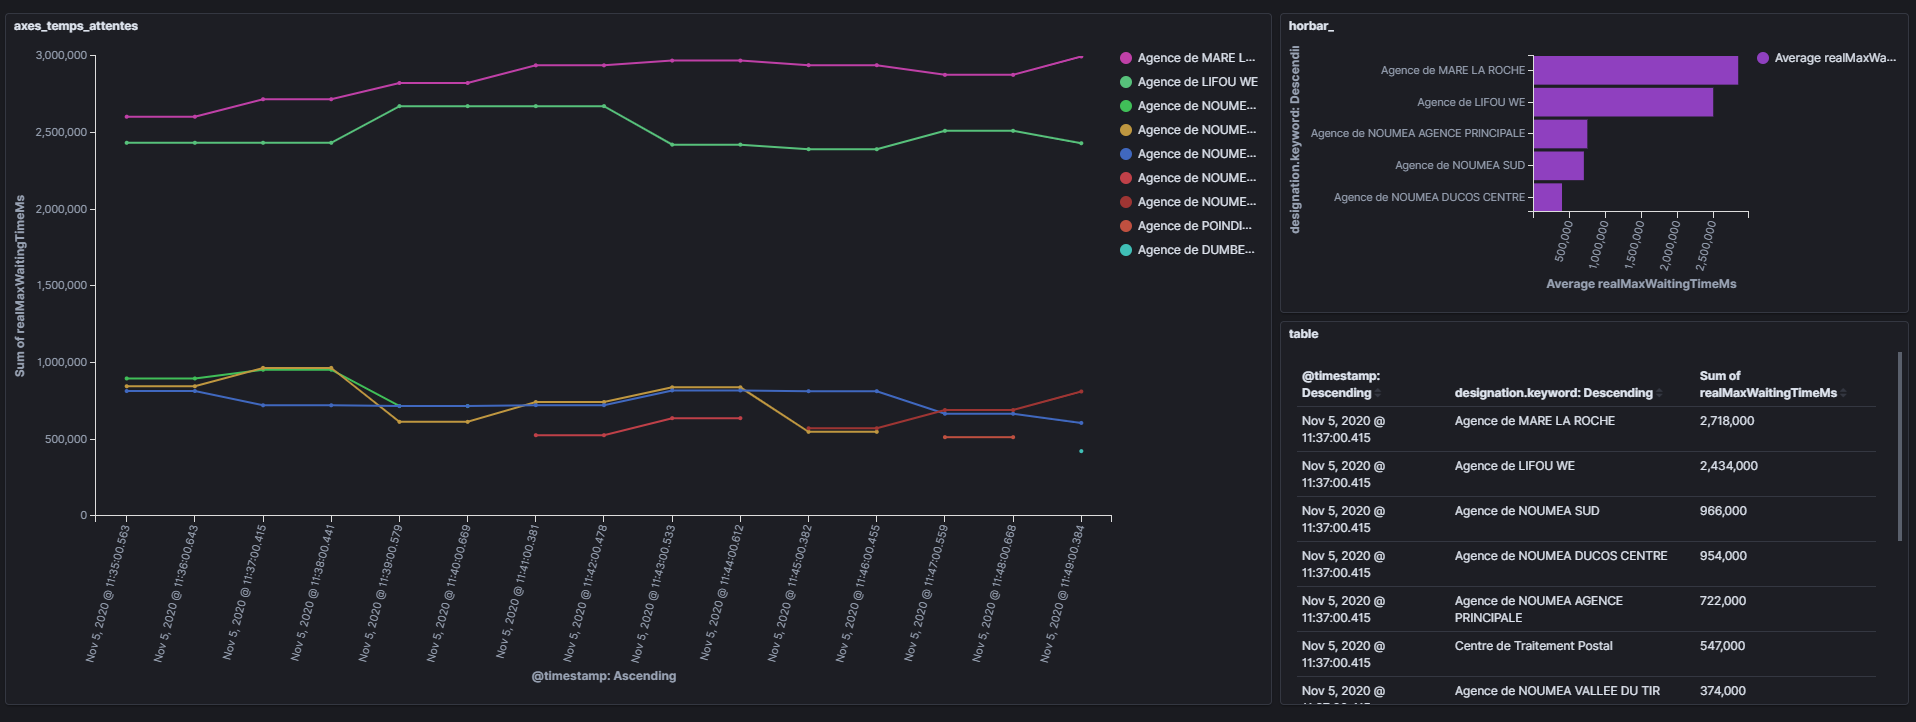 axes_temps_attentes
3,000,000
2,500,000
2,000,000
1,500,000
1,000,000
500,000
0
Sum of realMaxWaitingTimeMs
Nov 5, 2020 @ 11:35:00.563
Nov 5, 2020 @ 11:36:00.643
Nov 5, 2020 @ 11:37:00.415
Nov 5, 2020 @ 11:38:00.441
Nov 5, 2020 @ 11:39:00.579
Nov 5, 2020 @ 11:40:00.669
Nov 5, 2020 @ 11:41:00.381
Nov 5, 2020 @ 11:42:00.478
Nov 5, 2020 @ 11:43:00.533
Nov 5, 2020 @ 11:44:00.612
Nov 5, 2020 @ 11:45:00.382
Nov 5, 2020 @ 11:46:00.455
Nov 5, 2020 @ 11:47:00.559
Nov 5, 2020 @ 11:48:00.668
Nov 5, 2020 @ 11:49:00.384
@timestamp: Ascending
Agence de MARE L...
Agence de LIFOU WE
Agence de NOUME...
Agence de NOUME...
Agence de NOUME...
Agence de NOUME...
Agence de NOUME...
Agence de POINDI...
Agence de DUMBE...
horbar_
designation.keyword: Descendin
Agence de MARE LA ROCHE
Agence de LIFOU WE
Agence de NOUMEA AGENCE PRINCIPALE
Agence de NOUMEA SUD
Agence de NOUMEA DUCOS CENTRE
500,000
1,000,000
1,500,000
2,000,000
2,500,000
Average realMaxWaitingTimeMs
Average realMaxWa...
table
@timestamp:
Descending
designation.keyword: Descending
Sum of
realMaxWaitingTimeMs
Nov 5, 2020 @
11:37:00.415
Agence de MARE LA ROCHE
2,718,000
Nov 5, 2020 @
11:37:00.415
Agence de LIFOU WE
2,434,000
Nov 5, 2020 @
11:37:00.415
Agence de NOUMEA SUD
966,000
Nov 5, 2020 @
11:37:00.415
Agence de NOUMEA DUCOS CENTRE
954,000
Nov 5, 2020 @
11:37:00.415
Agence de NOUMEA AGENCE
PRINCIPALE
722,000
Nov 5, 2020 @
11:37:00.415
Centre de Traitement Postal
547,000
Nov 5, 2020 @
Agence de NOUMEA VALLEE DU TIR
374,000